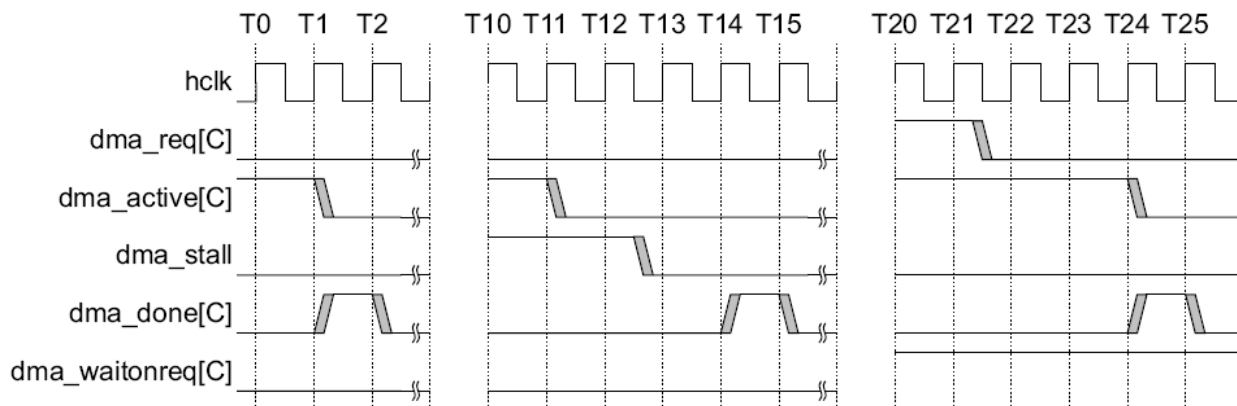 T0 T1 T2 T10 T11 T12 T13 T14 T15 T20 T21 T22 T23 T24 T25
hclk
dma_req[C]
dma_active[C]
dma_stall
dma_done[C]
dma_waitonreq[C]